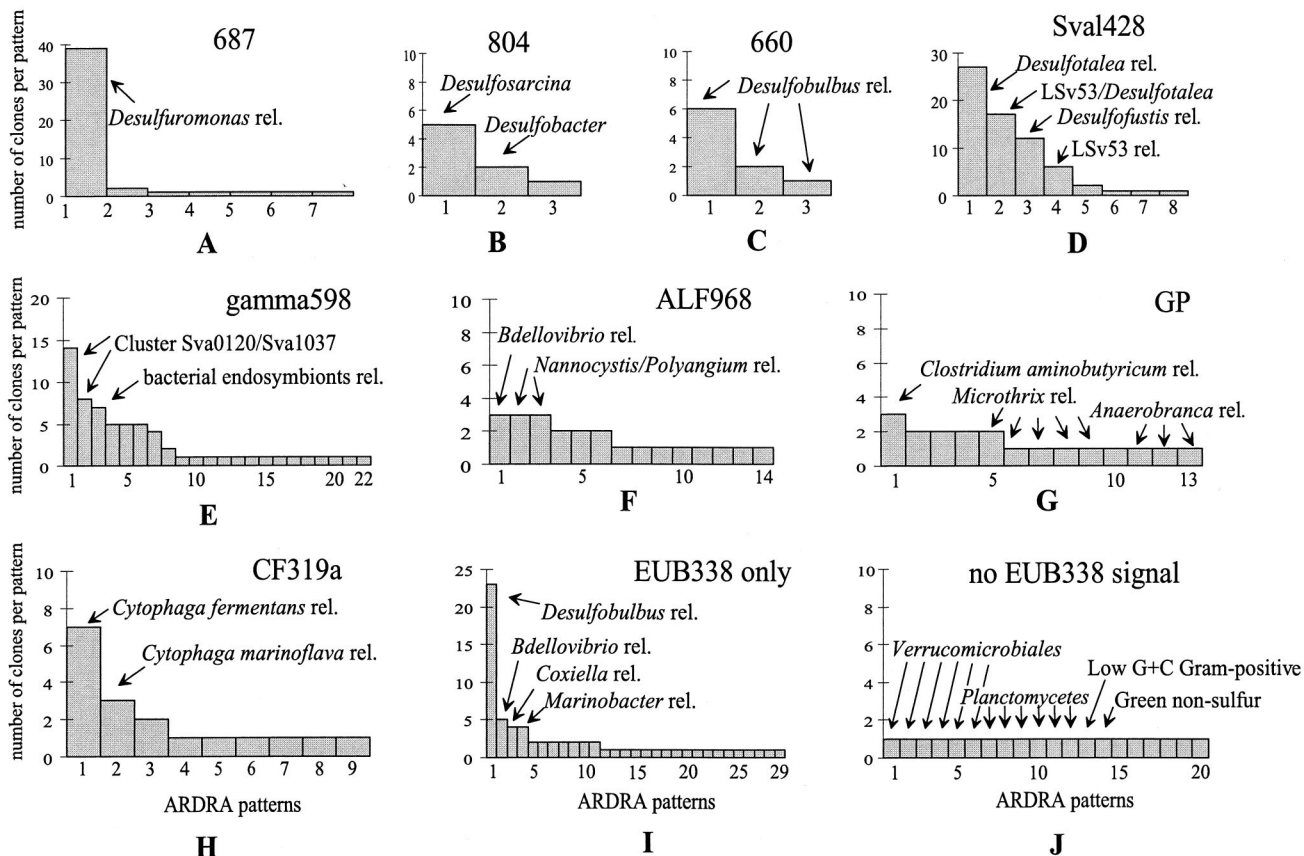 687
804
660
Sval428
number of clones per pattern
40
30
20
10
0
1 2 3 4 5 6 7
Desulfuromonas rel.
A
10
8
6
4
2
0
1 2 3
Desulfosarcina
Desulfobacter
B
10
8
6
4
2
0
1 2 3
Desulfobulbus rel.
C
30
20
10
0
1 2 3 4 5 6 7 8
Desulfotalea rel.
LSv53/Desulfotalea
Desulfofustis rel.
LSv53 rel.
D
gamma598
ALF968
GP
number of clones per pattern
20
15
10
5
0
1 5 10 15 20 22
Cluster Sva0120/Sva1037
bacterial endosymbionts rel.
E
10
8
6
4
2
0
1 5 10 14
Bdellovibrio rel.
Nannocystis/Polyangium rel.
F
10
8
6
4
2
0
1 5 10 13
Clostridium aminobutyricum rel.
Microthrix rel.
Anaerobranca rel.
G
CF319a
EUB338 only
no EUB338 signal
number of clones per pattern
10
8
6
4
2
0
1 2 3 4 5 6 7 8 9
Cytophaga fermentans rel.
Cytophaga marinoflava rel.
ARDRA patterns
H
25
20
15
10
5
0
1 5 10 15 20 25 29
Desulfobulbus rel.
Bdellovibrio rel.
Coxiella rel.
Marinobacter rel.
ARDRA patterns
I
10
8
6
4
2
0
1 5 10 15 20
Verrucomicrobiales
Planctomycetes
Low G+C Gram-positive
Green non-sulfur
ARDRA patterns
J